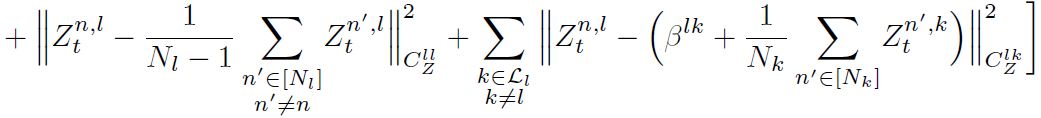 $+ \left\| Z_t^{n,l} - \frac{1}{N_l - 1} \sum_{\substack{n' \in [N_l] \\ n' \neq n}} Z_t^{n',l} \right\|_{C_Z^{ll}}^2 + \sum_{\substack{k \in \mathcal{L}_l \\ k \neq l}} \left\| Z_t^{n,l} - \left( \beta^{lk} + \frac{1}{N_k} \sum_{n' \in [N_k]} Z_t^{n',k} \right) \right\|_{C_Z^{lk}}^2 \Bigg]$